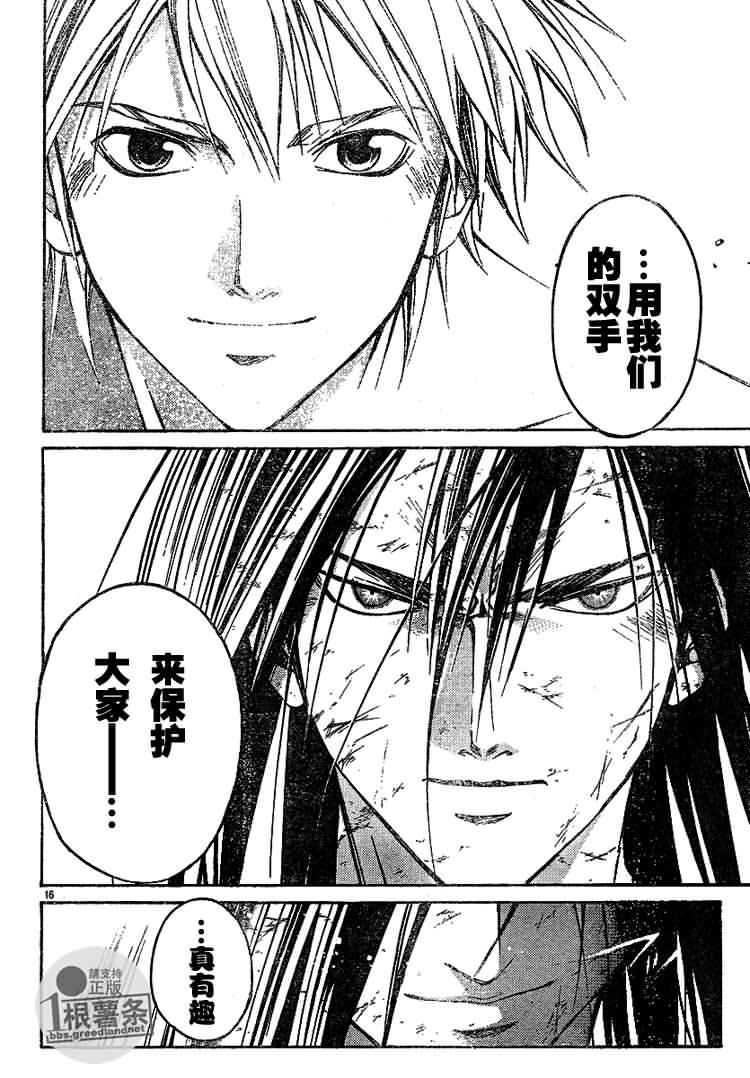 …用我们
的双手
来保护
大家——…
16
…真有趣
請支持
正版
1根薯条
bbs.greedland.net